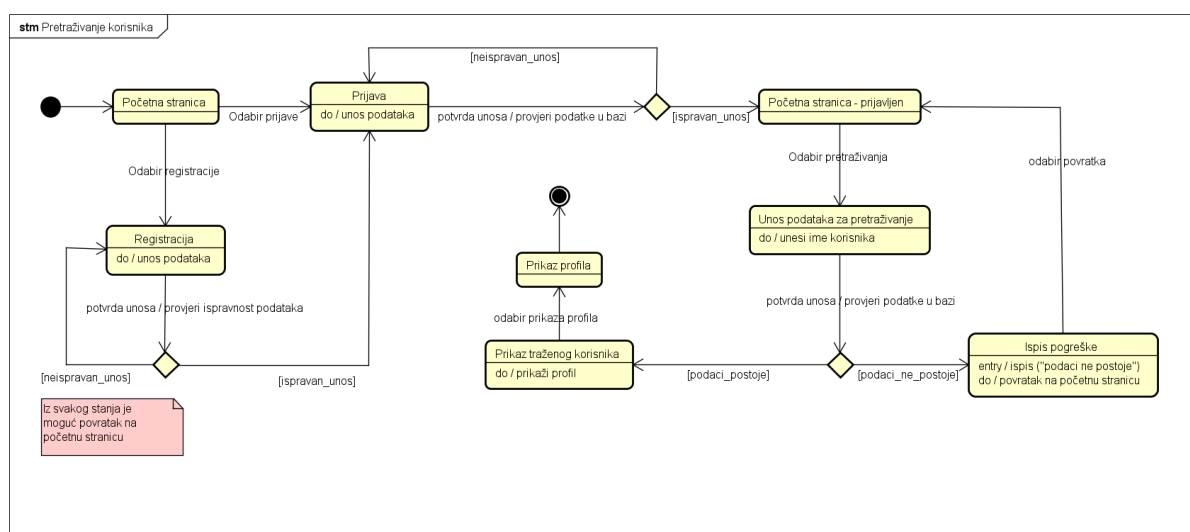 stm Pretraživanje korisnika
[neispravan_unos]
Početna stranica
Odabir prijave
Prijava
do / unos podataka
potvrda unosa / provjeri podatke u bazi
[ispravan_unos]
Početna stranica - prijavljen
Odabir registracije
Odabir pretraživanja
odabir povratka
Registracija
do / unos podataka
Unos podataka za pretraživanje
do / unesi ime korisnika
Prikaz profila
potvrda unosa / provjeri ispravnost podataka
potvrda unosa / provjeri podatke u bazi
odabir prikaza profila
Prikaz traženog korisnika
do / prikaži profil
Ispis pogreške
entry / ispis ("podaci ne postoje")
do / povratak na početnu stranicu
[neispravan_unos]
[ispravan_unos]
[podaci_postoje]
[podaci_ne_postoje]
Iz svakog stanja je
moguć povratak na
početnu stranicu